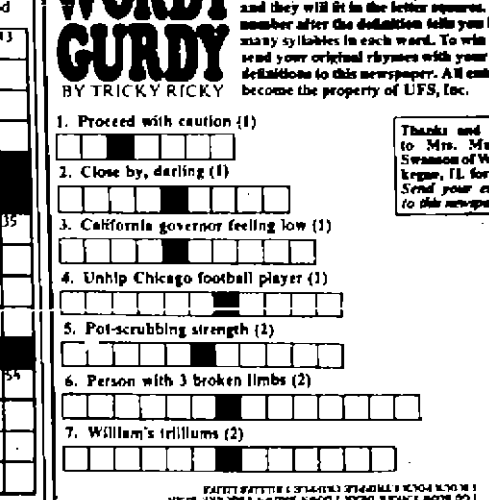 d
13
35
55
WORDY
GURDY
BY TRICKY RICKY
and they will fit in the letter squares.
number after the definition tells you
many syllables in each word. To win
send your original rhymes with your
definitions to this newspaper. All
become the property of UFS, Inc.
1. Proceed with caution (1)
2. Close by, darling (1)
3. California governor feeling low (1)
4. Unhip Chicago football player (1)
5. Pot-scrubbing strength (2)
6. Person with 3 broken limbs (2)
7. William's trilliums (2)
Thanks and
to Mrs.
Swanson of
kegan, IL for
Send your
to this